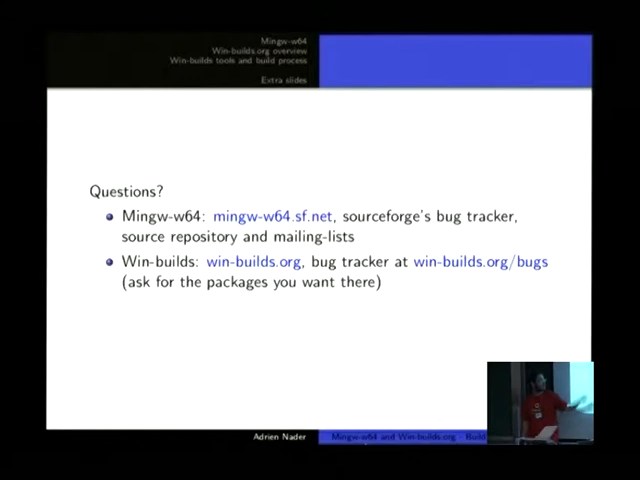 Mingw-w64
Win-builds.org overview
Win-builds tools and build process
Extra slides
Questions?
Mingw-w64: mingw-w64.sf.net, sourceforge's bug tracker,
source repository and mailing-lists
Win-builds: win-builds.org, bug tracker at win-builds.org/bugs
(ask for the packages you want there)
Adrien Nader
Mingw-w64 and Win-builds.org - Build